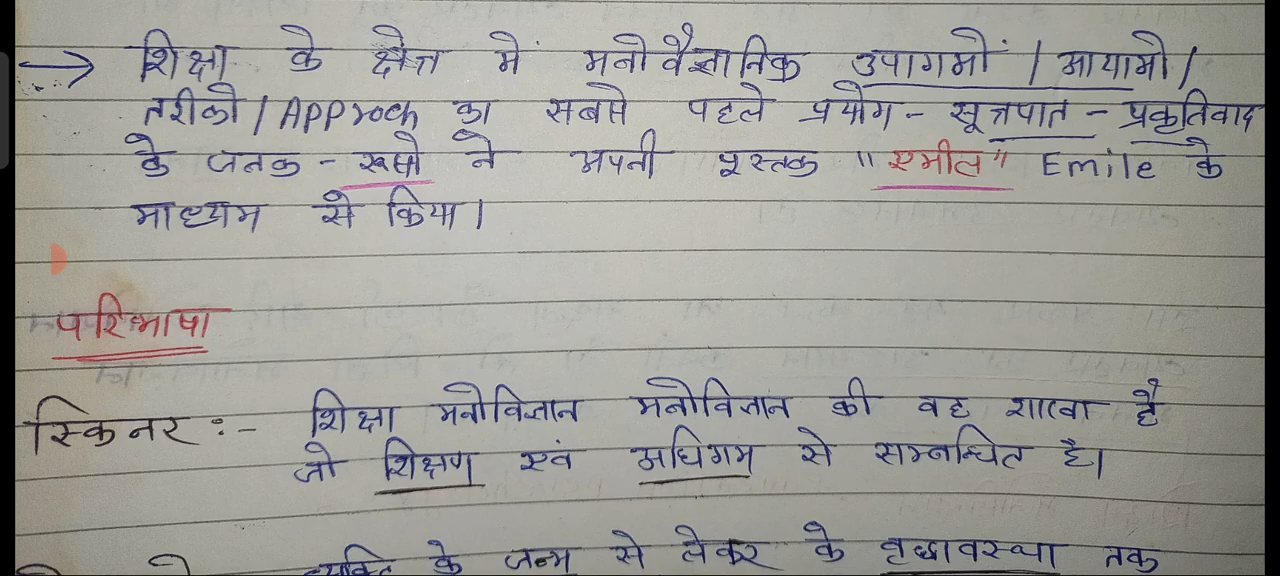 → शिक्षा के क्षेत्र में मनोवैज्ञानिक उपागमों / आयामो /
तरीको / Approch का सबसे पहले प्रयोग - सूत्रपात - प्रकृतिवाद
के जनक - रूसो ने अपनी पुस्तक "एमील" Emile के
माध्यम से किया।
परिभाषा
स्किनर :- शिक्षा मनोविज्ञान मनोविज्ञान की वह शाखा है
जो शिक्षण एवं अधिगम से सम्बन्धित है।
व्यक्ति के जन्म से लेकर के वृद्धावस्था तक